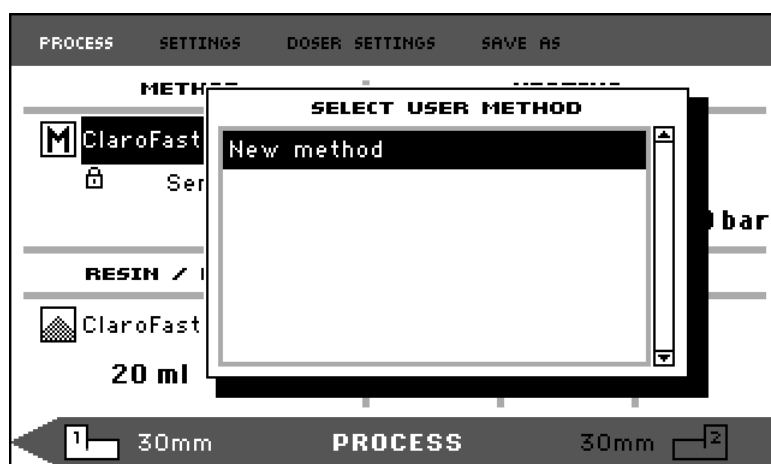 PROCESS SETTINGS DOSER SETTINGS SAVE AS
SELECT USER METHOD
New method
M ClaroFast
bar
RESIN /
ClaroFast
20 ml
1 30mm PROCESS 30mm 2